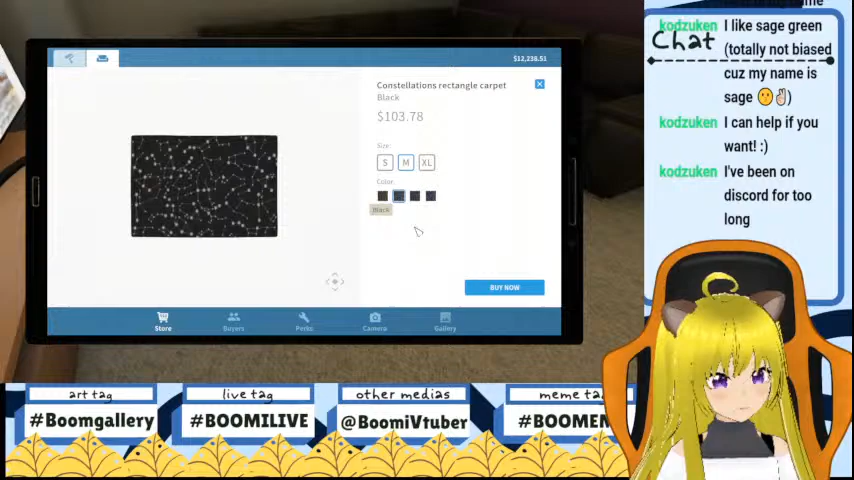 $12,238.51
Constellations rectangle carpet
Black
$103.78
Size:
S M XL
Color:
Black
BUY NOW
Store
Buyers
Perks
Camera
Gallery
kodzuken I like sage green
(totally not biased
cuz my name is
sage
kodzuken I can help if you
want! :)
kodzuken I've been on
discord for too
long
Chat
art tag
#Boomgallery
live tag
#BOOMILIVE
other medias
@BoomiVtuber
meme ta
#BOOMEM